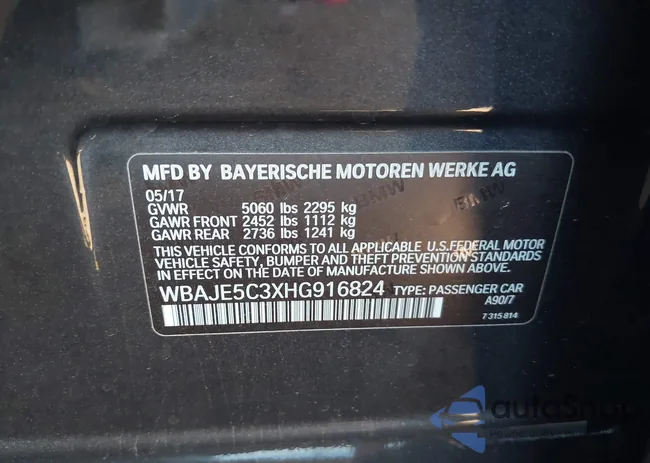 MFD BY BAYERISCHE MOTOREN WERKE AG
05/17
GVWR 5060 lbs 2295 kg
GAWR FRONT 2452 lbs 1112 kg
GAWR REAR 2736 lbs 1241 kg
THIS VEHICLE CONFORMS TO ALL APPLICABLE U.S.FEDERAL MOTOR
VEHICLE SAFETY, BUMPER, AND THEFT PREVENTION STANDARDS
IN EFFECT ON THE DATE OF MANUFACTURE SHOWN ABOVE.
WBAJE5C3XHG916824 TYPE: PASSENGER CAR
A90/7
7 315 814
BMW
BMW